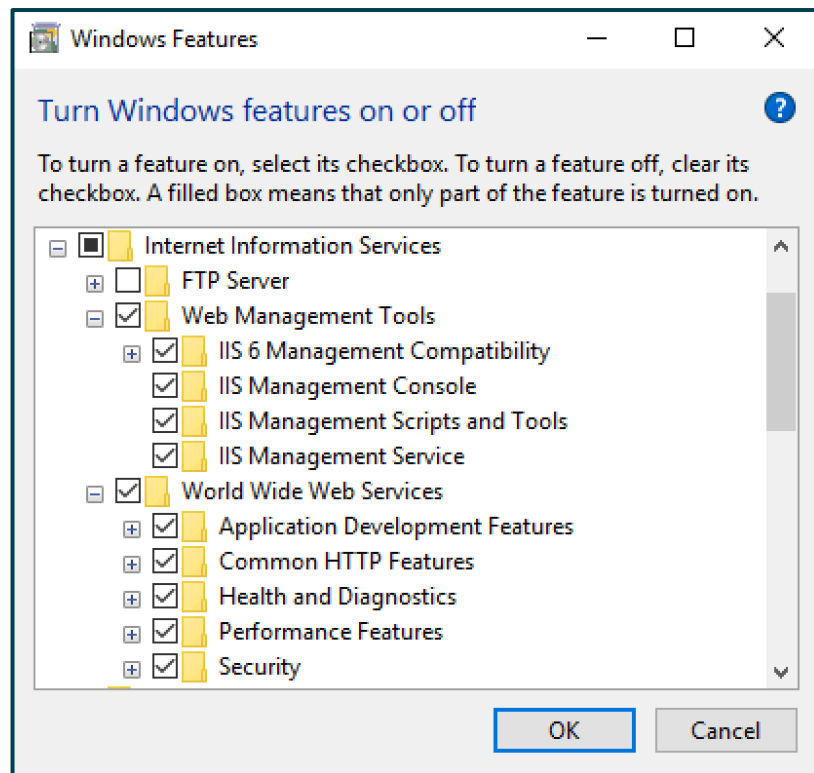 Windows Features
Turn Windows features on or off
?
To turn a feature on, select its checkbox. To turn a feature off, clear its
checkbox. A filled box means that only part of the feature is turned on.
Internet Information Services
FTP Server
Web Management Tools
IIS 6 Management Compatibility
IIS Management Console
IIS Management Scripts and Tools
IIS Management Service
World Wide Web Services
Application Development Features
Common HTTP Features
Health and Diagnostics
Performance Features
Security
OK Cancel